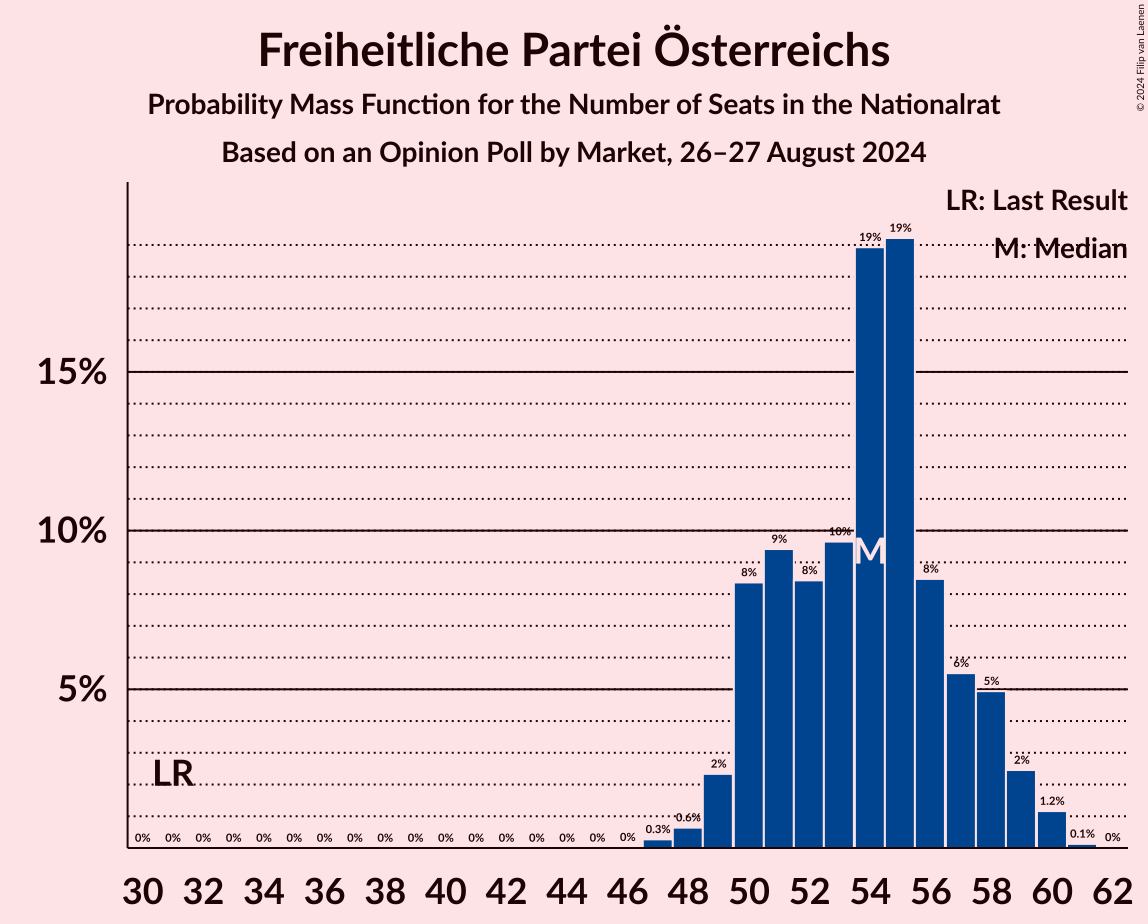 © 2024 Filip van Laenen
Freiheitliche Partei Österreichs
Probability Mass Function for the Number of Seats in the Nationalrat
Based on an Opinion Poll by Market, 26–27 August 2024
LR: Last Result
M: Median
15%
10%
5%
0% 0% 0% 0% 0% 0% 0% 0% 0% 0% 0% 0% 0% 0% 0% 0% 0% 0.3% 0.6% 2% 8% 9% 8% 10% 19% 19% 8% 6% 5% 2% 1.2% 0.1% 0%
LR
M
30 32 34 36 38 40 42 44 46 48 50 52 54 56 58 60 62